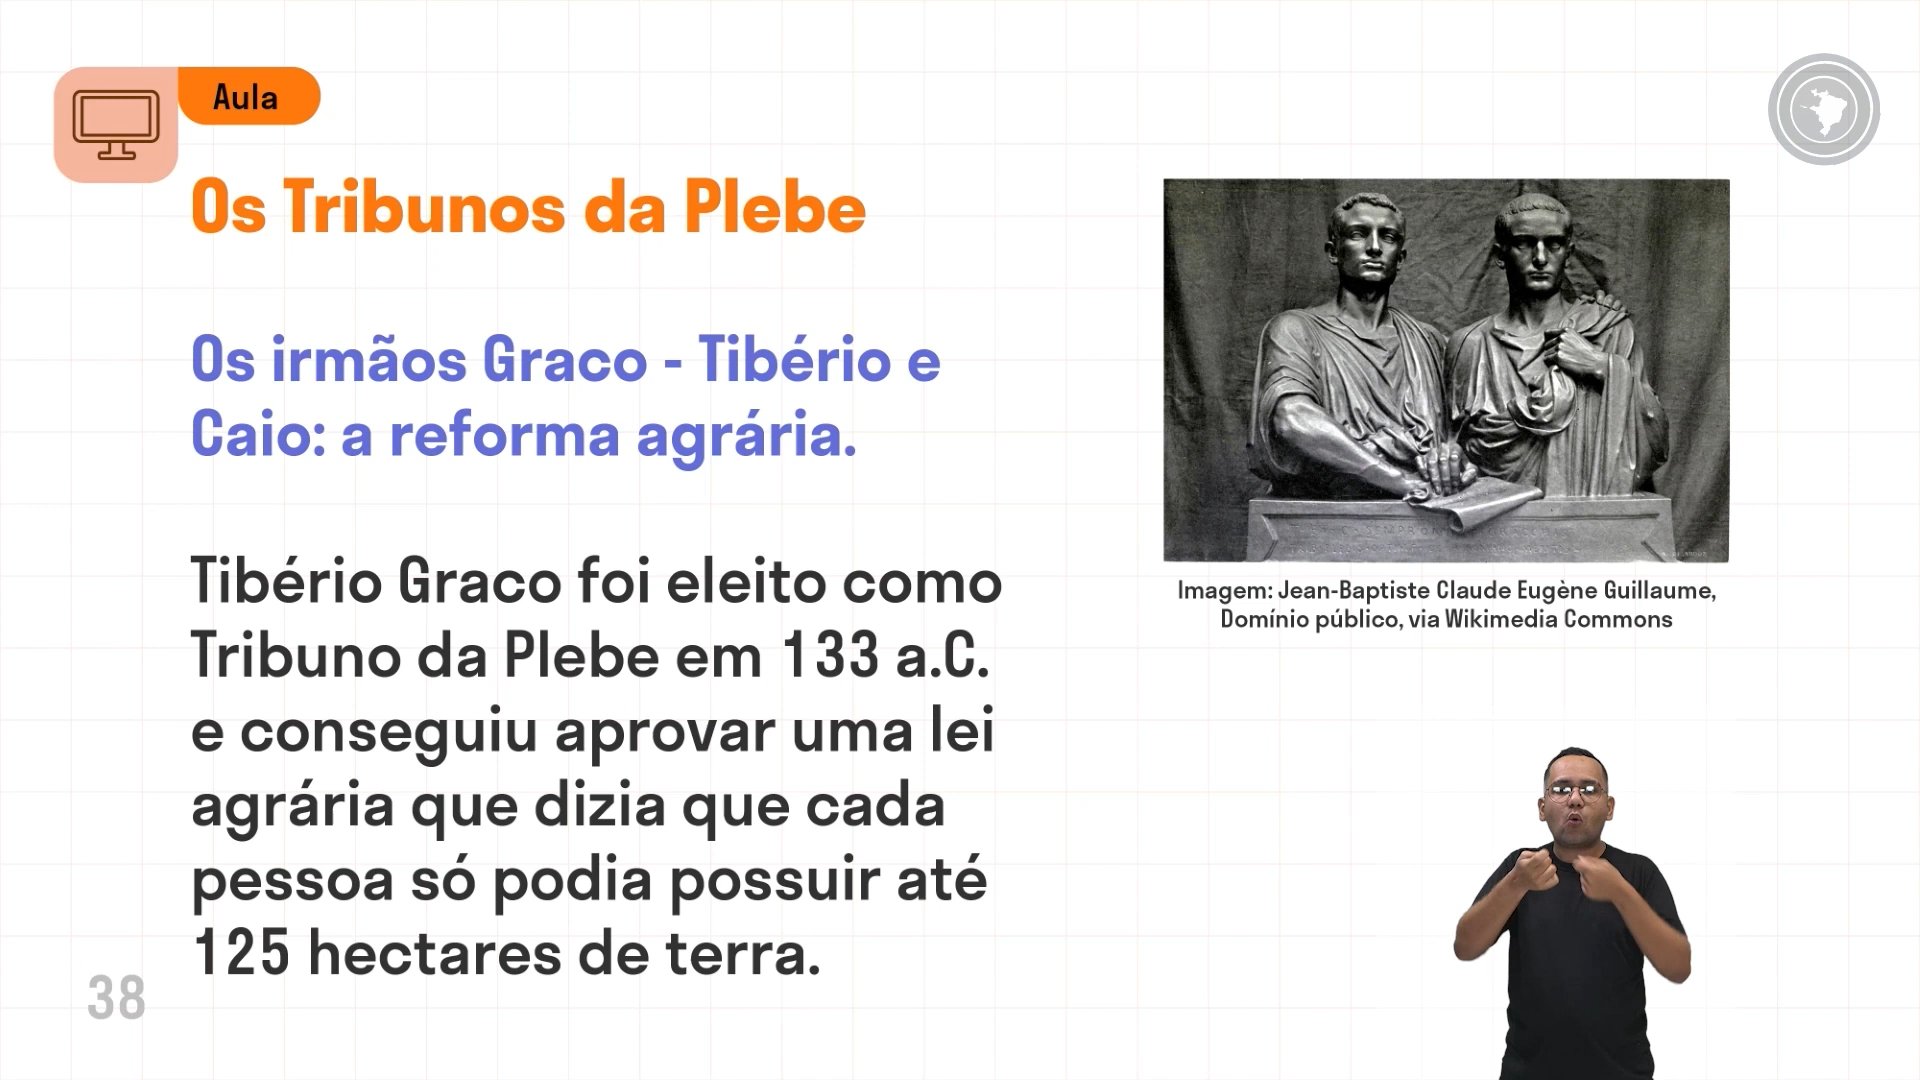 Aula
Os Tribunos da Plebe
Os irmãos Graco - Tibério e
Caio: a reforma agrária.
Tibério Graco foi eleito como
Tribuno da Plebe em 133 a.C.
e conseguiu aprovar uma lei
agrária que dizia que cada
pessoa só podia possuir até
125 hectares de terra.
Imagem: Jean-Baptiste Claude Eugène Guillaume,
Domínio público, via Wikimedia Commons
38